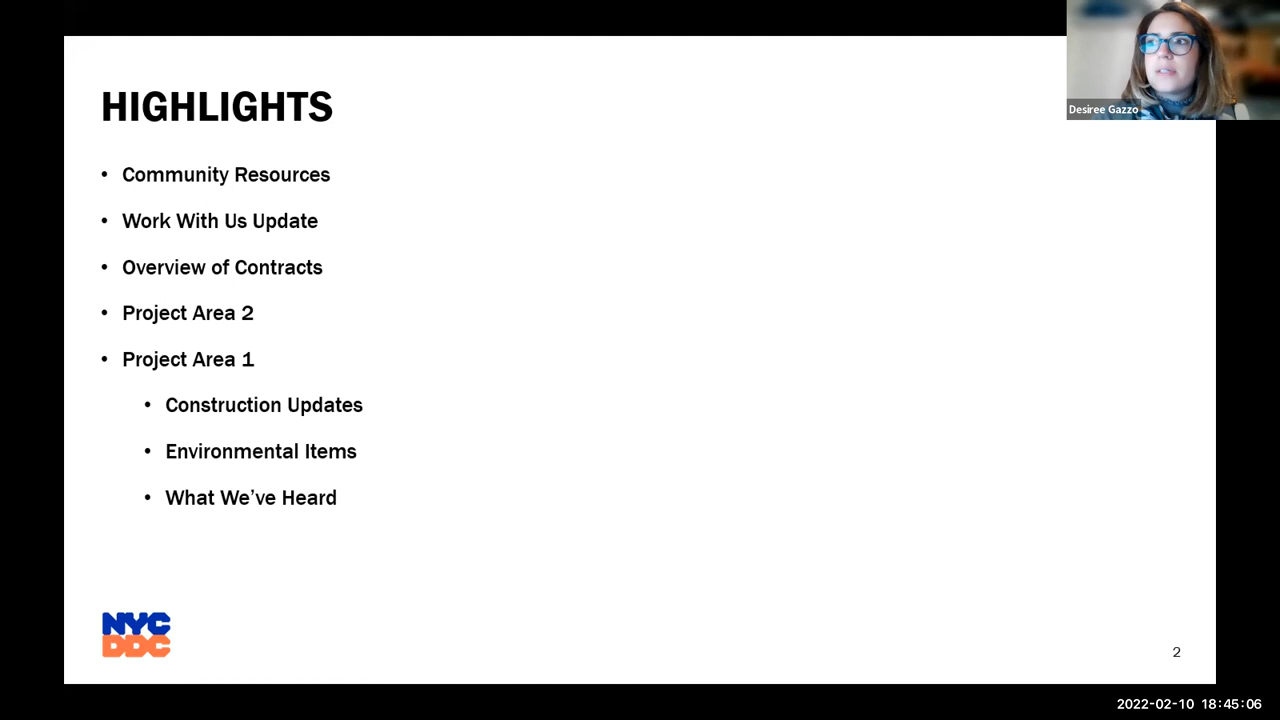 HIGHLIGHTS
Desiree Gazzo
• Community Resources
• Work With Us Update
• Overview of Contracts
• Project Area 2
• Project Area 1
• Construction Updates
• Environmental Items
• What We've Heard
NYC
DDC
2
2022-02-10 18:45:06